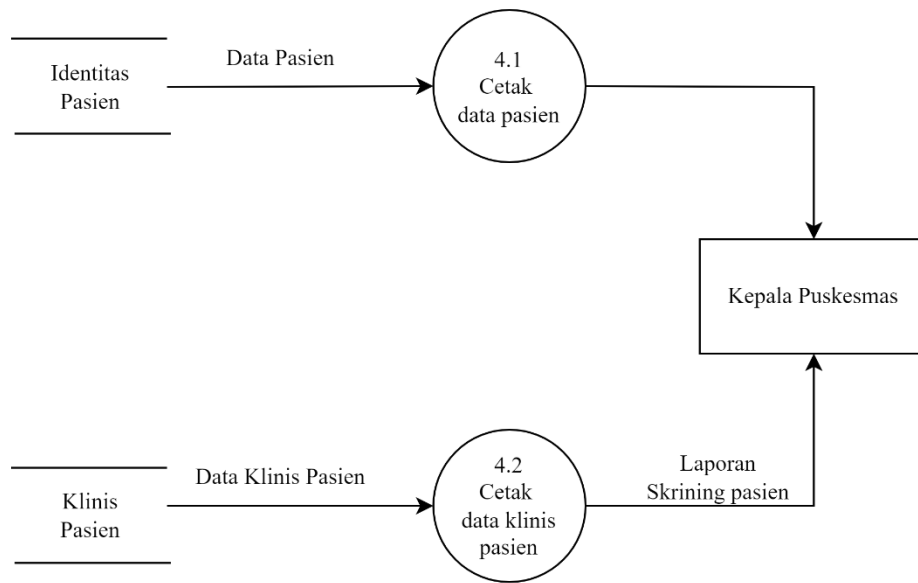 Identitas
Pasien
Data Pasien
4.1
Cetak
data pasien
Kepala Puskesmas
Klinis
Pasien
Data Klinis Pasien
4.2
Cetak
data klinis
pasien
Laporan
Skrining pasien